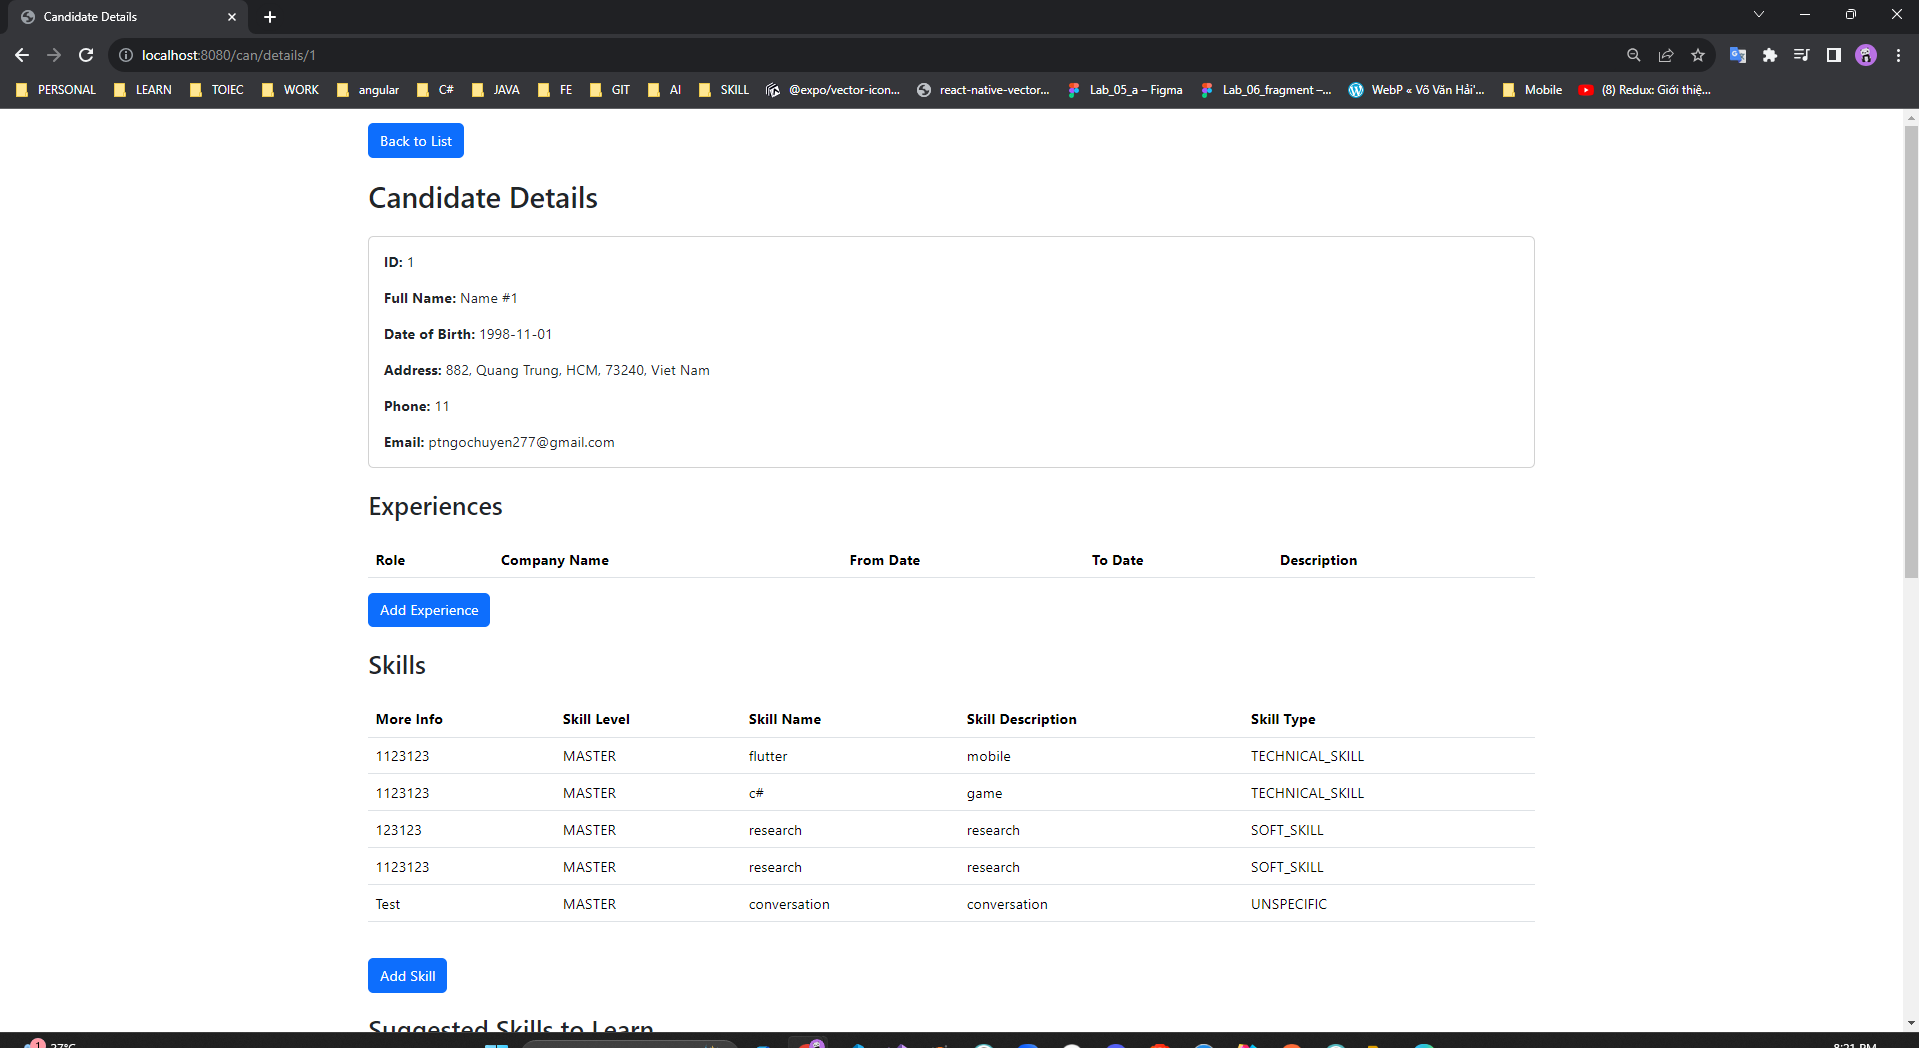 Candidate Details
localhost:8080/can/details/1
PERSONAL LEARN TOIEC WORK angular C# JAVA FE GIT AI SKILL @expo/vector-icon... react-native-vector... Lab_05_a – Figma Lab_06_fragment –... WebP « Võ Văn Hải'... Mobile (8) Redux: Giới thiệ...
Back to List
Candidate Details
ID: 1
Full Name: Name #1
Date of Birth: 1998-11-01
Address: 882, Quang Trung, HCM, 73240, Viet Nam
Phone: 11
Email: ptngochuyen277@gmail.com
Experiences
Role Company Name From Date To Date Description
Add Experience
Skills
More Info Skill Level Skill Name Skill Description Skill Type
1123123 MASTER flutter mobile TECHNICAL_SKILL
1123123 MASTER c# game TECHNICAL_SKILL
123123 MASTER research research SOFT_SKILL
1123123 MASTER research research SOFT_SKILL
Test MASTER conversation conversation UNSPECIFIC
Add Skill
Suggested Skills to Learn
1 27°C 8:21 PM